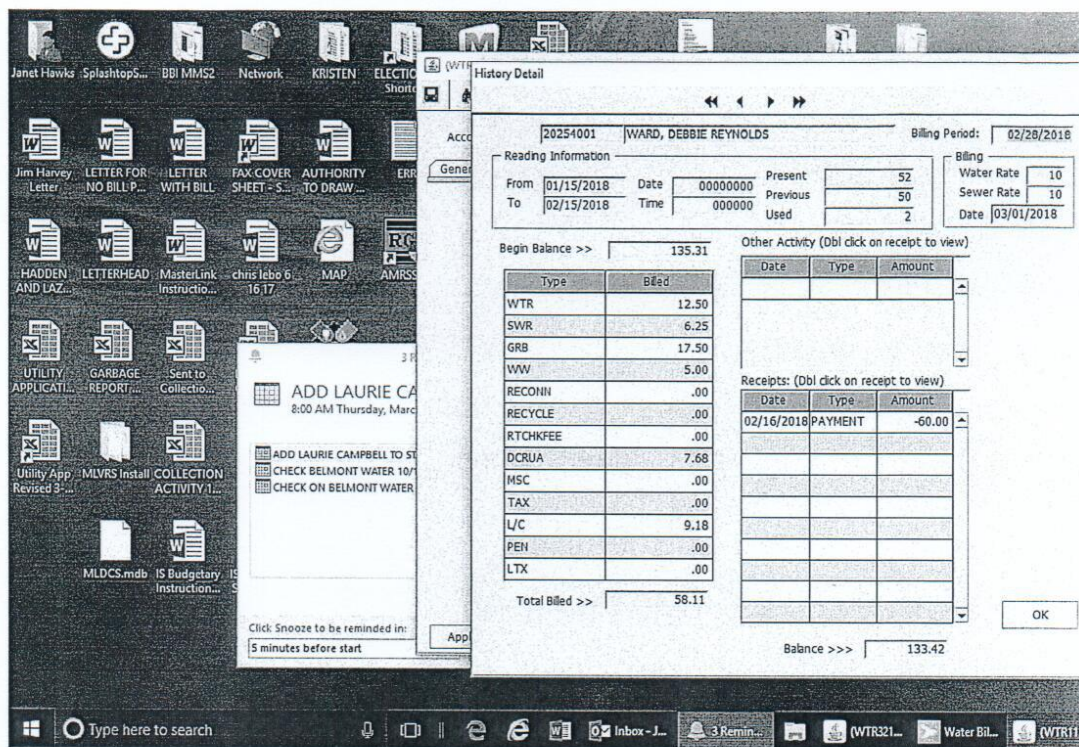 Janet Hawks
SplashtopS...
BBI MMS2
Network
KRISTEN
Jim Harvey
Letter
LETTER FOR
NO BILL P...
LETTER
WITH BILL
FAX COVER
SHEET - S...
AUTHORITY
TO DRAW ...
HADDEN
AND LAZ...
LETTERHEAD
MasterLink
Instructio...
chris lebo 6
16 17
MAP
AMRSS
UTILITY
APPLICATI...
GARBAGE
REPORT...
Sent to
Collectio...
Utility App
Revised 3-...
MLVRS Install
COLLECTION
ACTIVITY 1...
MLDCS.mdb
IS Budgetary
Instruction...
ADD LAURIE CA
8:00 AM Thursday, Marc
ADD LAURIE CAMPBELL TO ST
CHECK BELMONT WATER 10/
CHECK ON BELMONT WATER
Click Snooze to be reminded in:
5 minutes before start
(WTR
Acco
Gener
Appl
History Detail
20254001 WARD, DEBBIE REYNOLDS Billing Period: 02/28/2018
Reading Information
From 01/15/2018 Date 00000000 Present 52
To 02/15/2018 Time 000000 Previous 50
Used 2
Billing
Water Rate 10
Sewer Rate 10
Date 03/01/2018
Begin Balance >> 135.31
Type Billed
WTR 12.50
SWR 6.25
GRB 17.50
WW 5.00
RECONN .00
RECYCLE .00
RTCHKFEE .00
DCRUA 7.68
MSC .00
TAX .00
L/C 9.18
PEN .00
LTX .00
Total Billed >> 58.11
Other Activity (Dbl click on receipt to view)
Date Type Amount
Receipts: (Dbl click on receipt to view)
Date Type Amount
02/16/2018 PAYMENT -60.00
OK
Balance >>> 133.42
Type here to search
Inbox - J...
3 Remin...
(WTR321...
Water Bil...
(WTR11